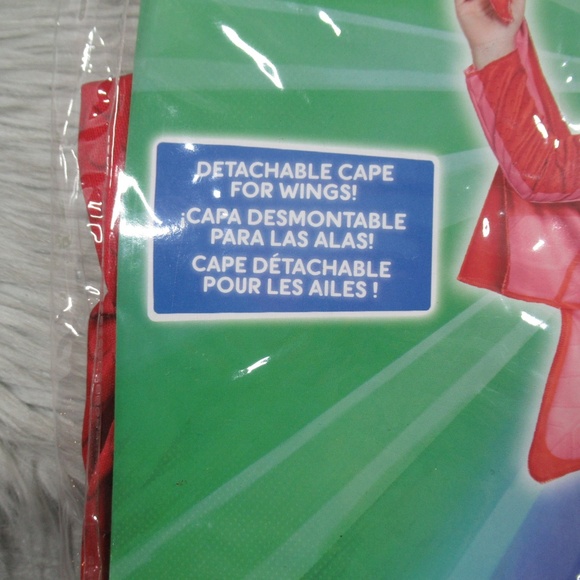 DETACHABLE CAPE
FOR WINGS!
¡CAPA DESMONTABLE
PARA LAS ALAS!
CAPE DÉTACHABLE
POUR LES AILES !